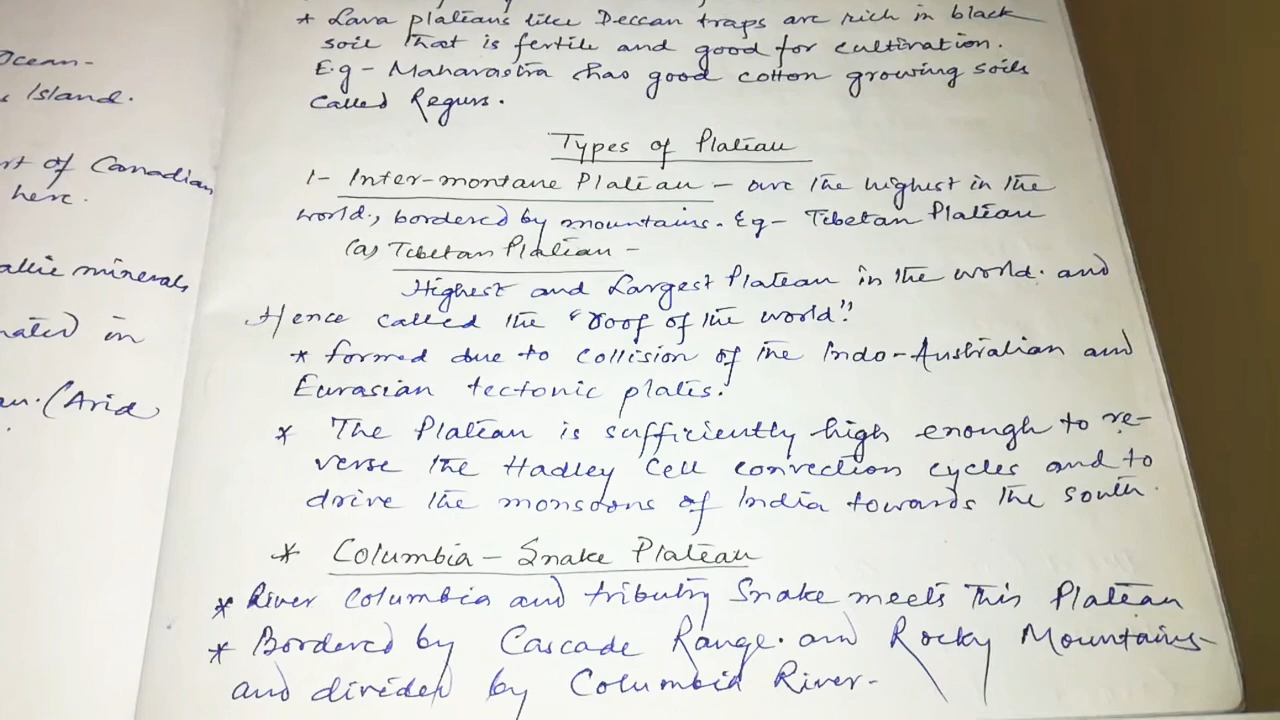 Ocean-
Island.
rt of Canadian
here.
allic minerals
nated in
au. (Arid
* Lava plateaus like Deccan traps are rich in black
soil that is fertile and good for cultivation.
E.g - Maharastra has good cotton growing soils
called Regurs.
Types of Plateau
1- Inter-montane Plateau - are the highest in the
world, bordered by mountains. Eg - Tibetan Plateau
(a) Tibetan Plateau -
Highest and Largest Plateau in the world. and
Hence called the "roof of the world."
* formed due to collision of the Indo-Australian and
Eurasian tectonic plates.
* The Plateau is sufficiently high enough to re-
verse the Hadley Cell convection cycles and to
drive the monsoons of India towards the south.
* Columbia - Snake Plateau
* River Columbia and tributry Snake meets This Plateau
* Bordered by Cascade Range. and Rocky Mountains
and divided by Columbia River-